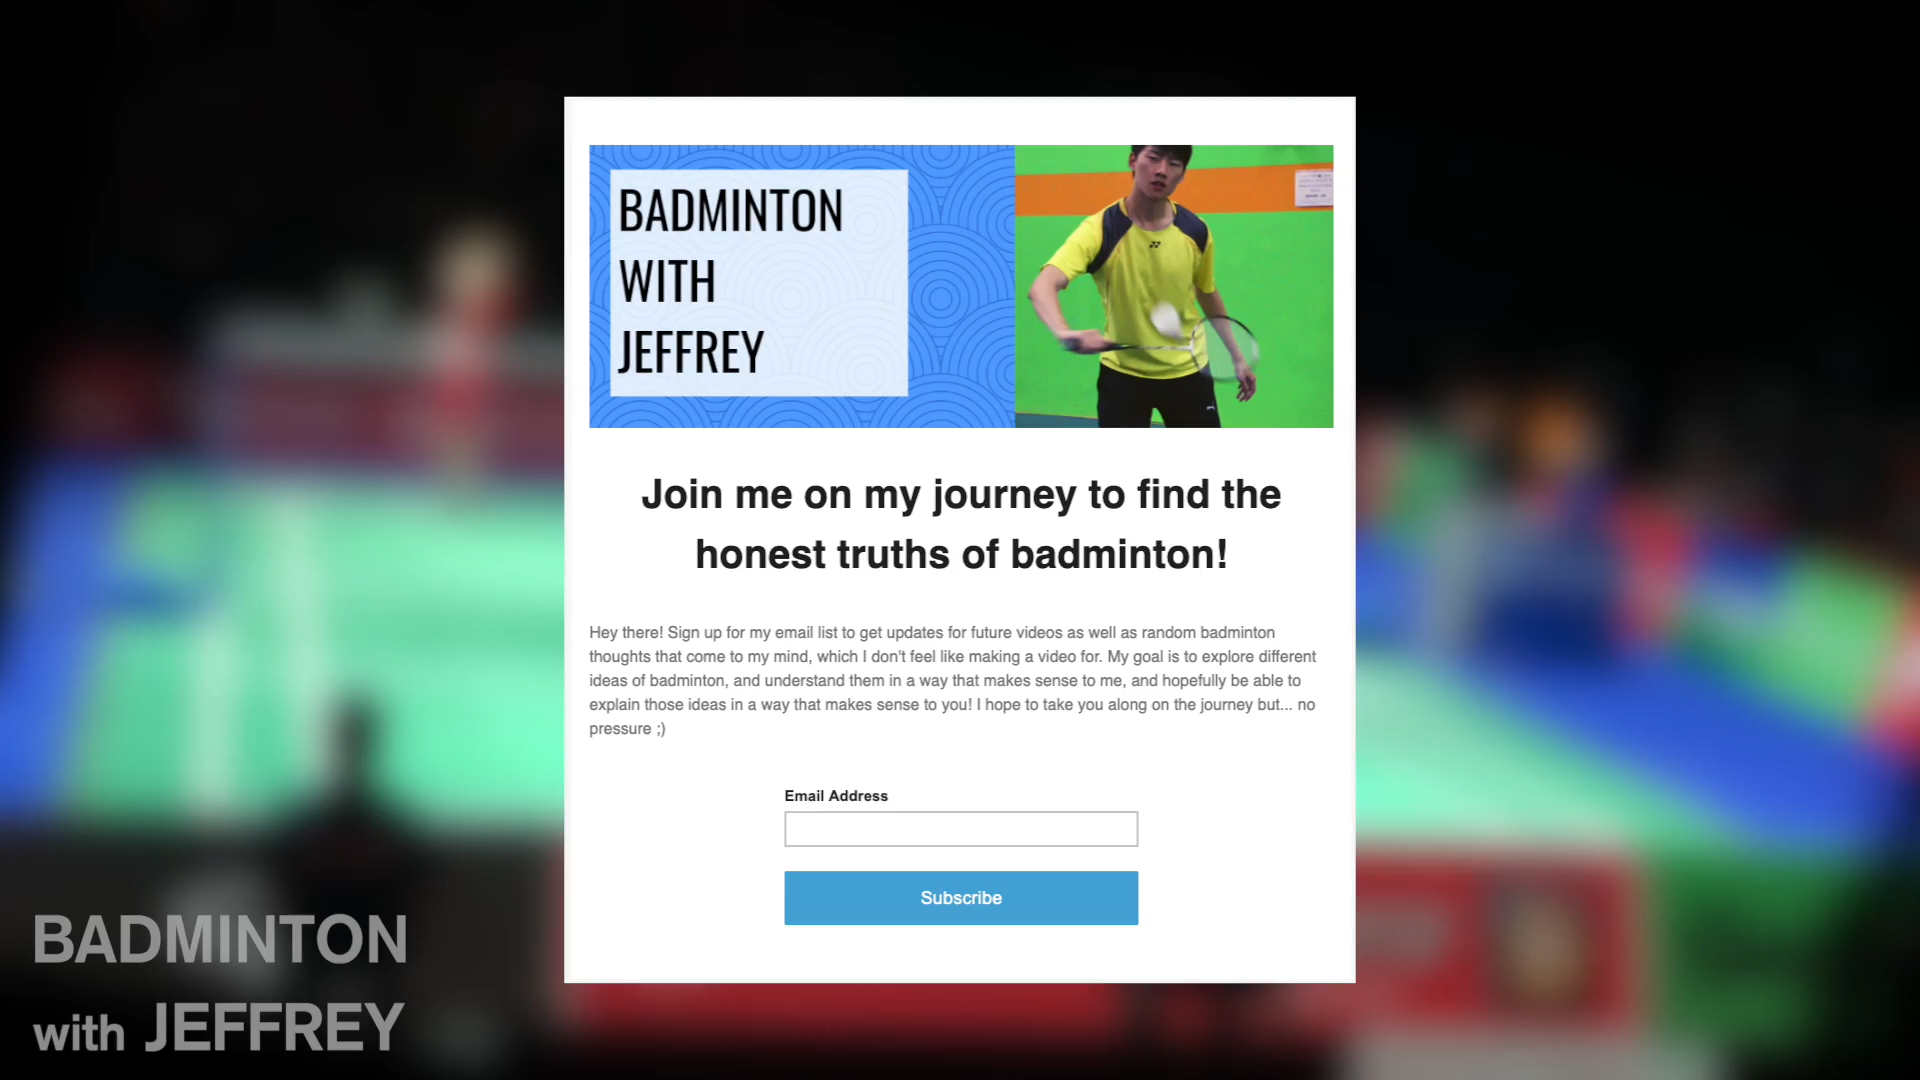 BADMINTON
WITH
JEFFREY
Join me on my journey to find the
honest truths of badminton!
Hey there! Sign up for my email list to get updates for future videos as well as random badminton
thoughts that come to my mind, which I don't feel like making a video for. My goal is to explore different
ideas of badminton, and understand them in a way that makes sense to me, and hopefully be able to
explain those ideas in a way that makes sense to you! I hope to take you along on the journey but... no
pressure ;)
Email Address
Subscribe
BADMINTON
with JEFFREY